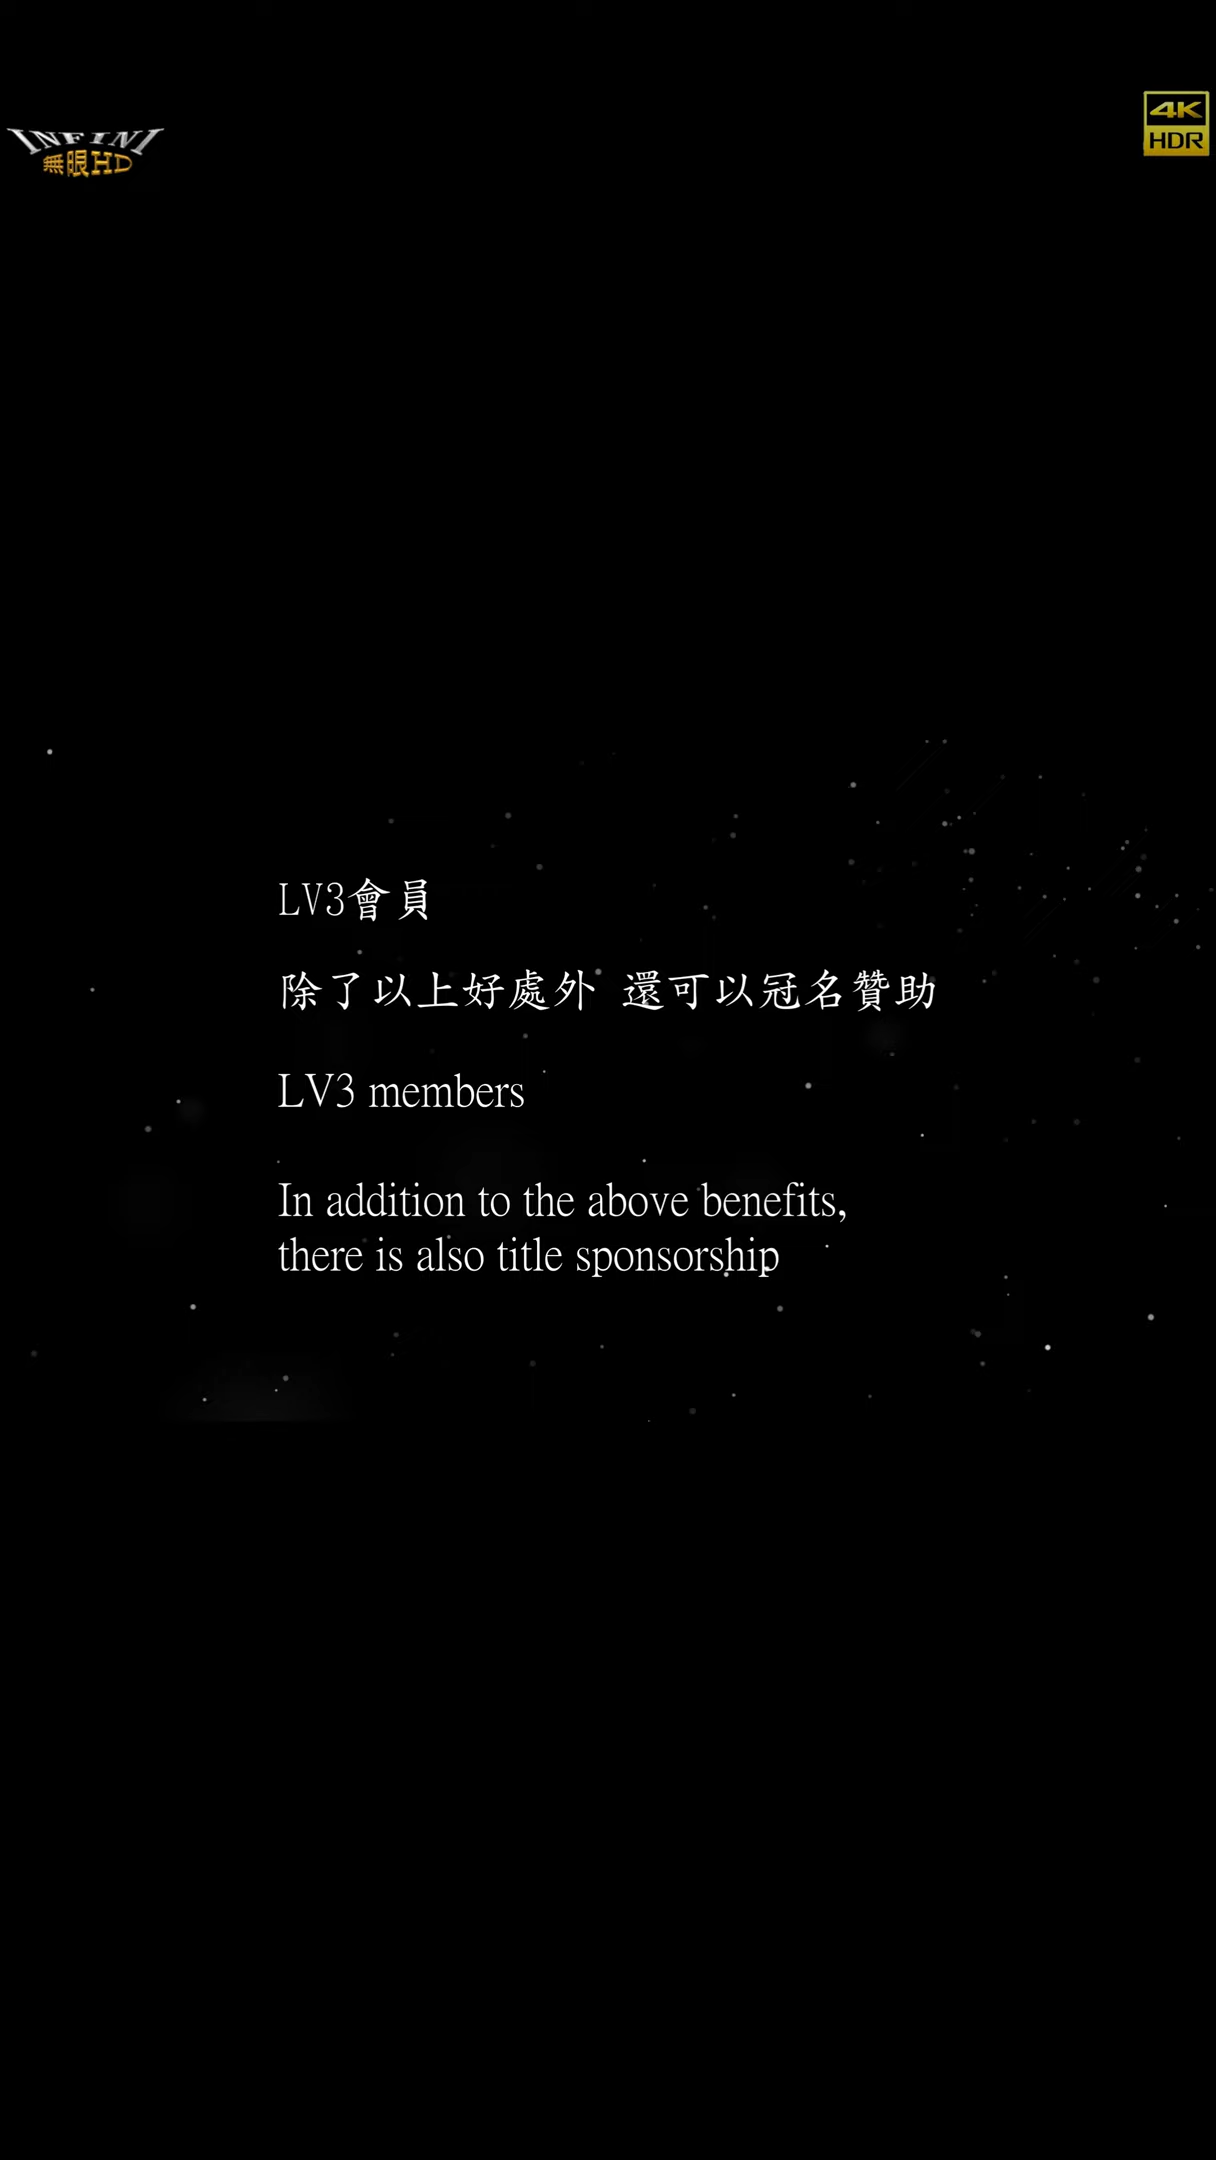 INFINI
無限HD
4K
HDR
LV3會員
除了以上好處外 還可以冠名贊助
LV3 members
In addition to the above benefits,
there is also title sponsorship